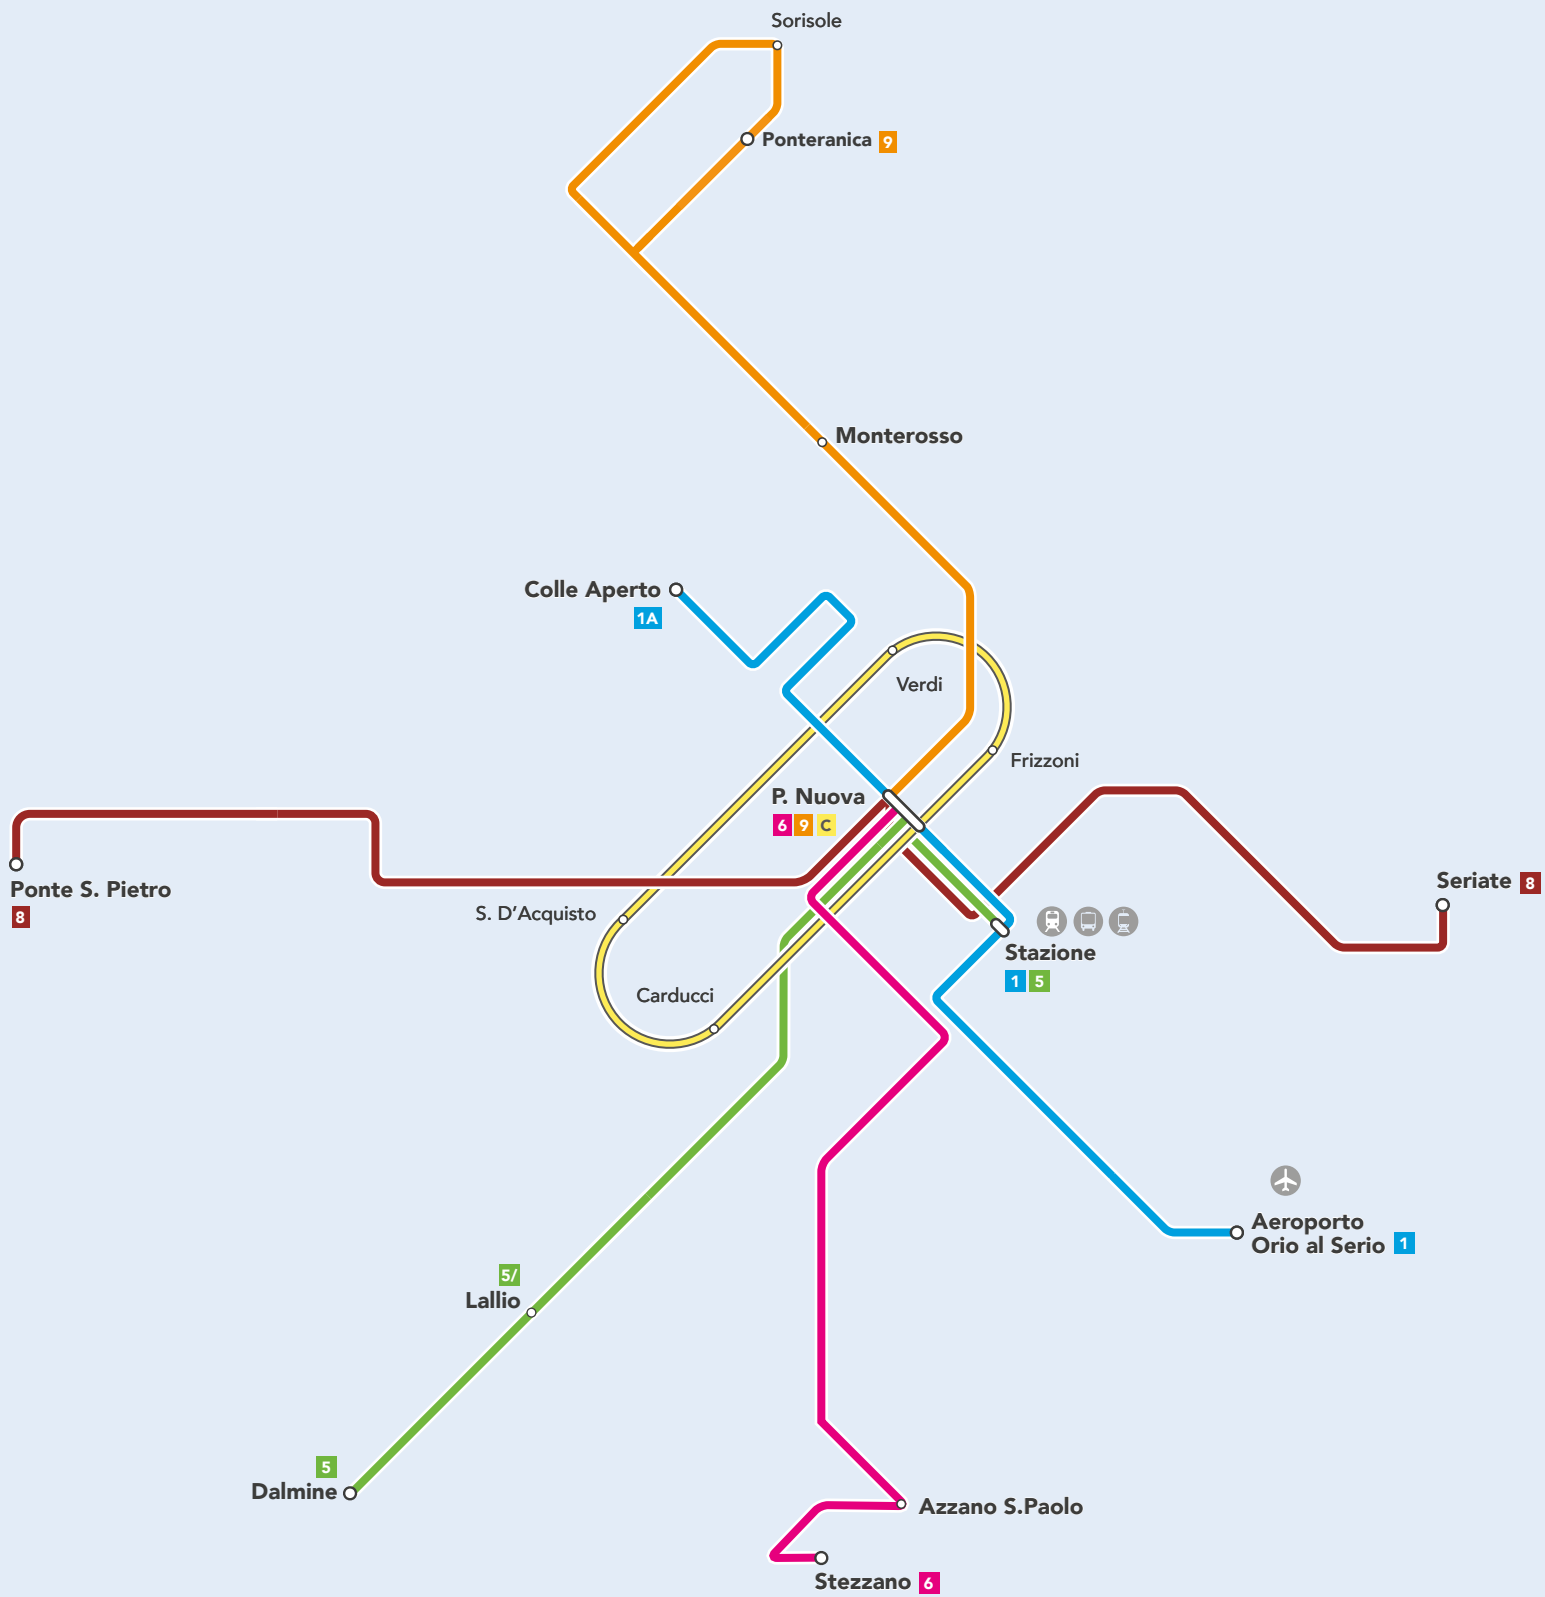 Sorisole
Ponteranica 9
Monterosso
Colle Aperto
1A
Verdi
Frizzoni
P. Nuova
6 9 C
Ponte S. Pietro
8
Seriate 8
S. D'Acquisto
Stazione
1 5
Carducci
Aeroporto
Orio al Serio 1
5/
Lallio
5
Dalmine
Azzano S.Paolo
Stezzano 6